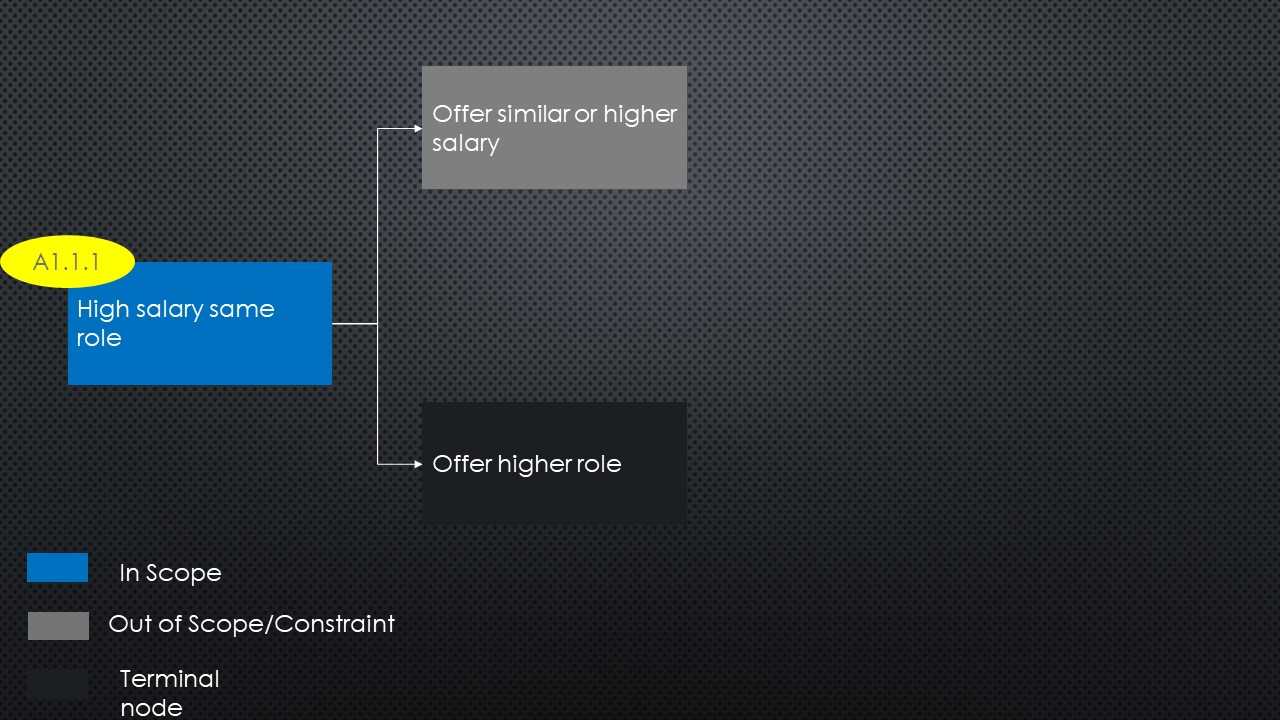 Offer similar or higher
salary
A1.1.1
High salary same
role
Offer higher role
In Scope
Out of Scope/Constraint
Terminal
node